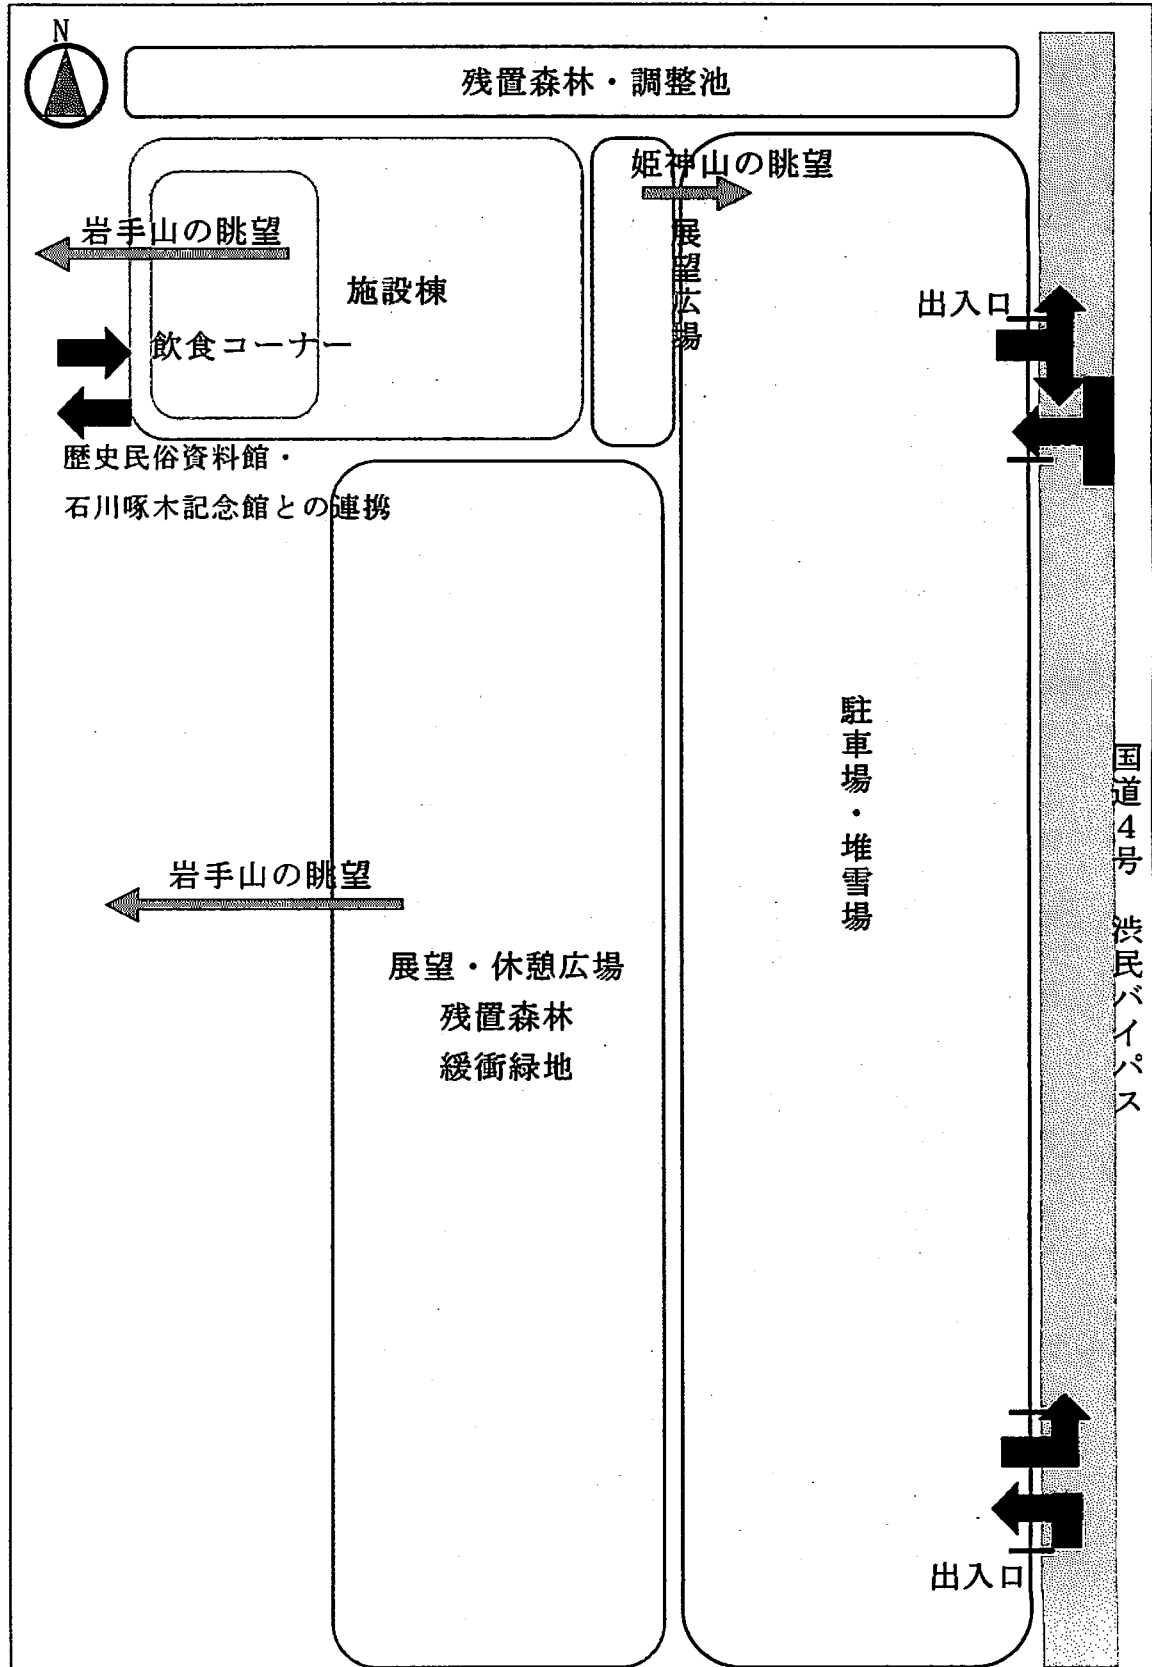 N
残置森林・調整池
姫神山の眺望
岩手山の眺望
展望広場
施設棟
出入口
飲食コーナー
歴史民俗資料館・
石川啄木記念館との連携
駐車場・堆雪場
国道4号 渋民バイパス
岩手山の眺望
展望・休憩広場
残置森林
緩衝緑地
出入口